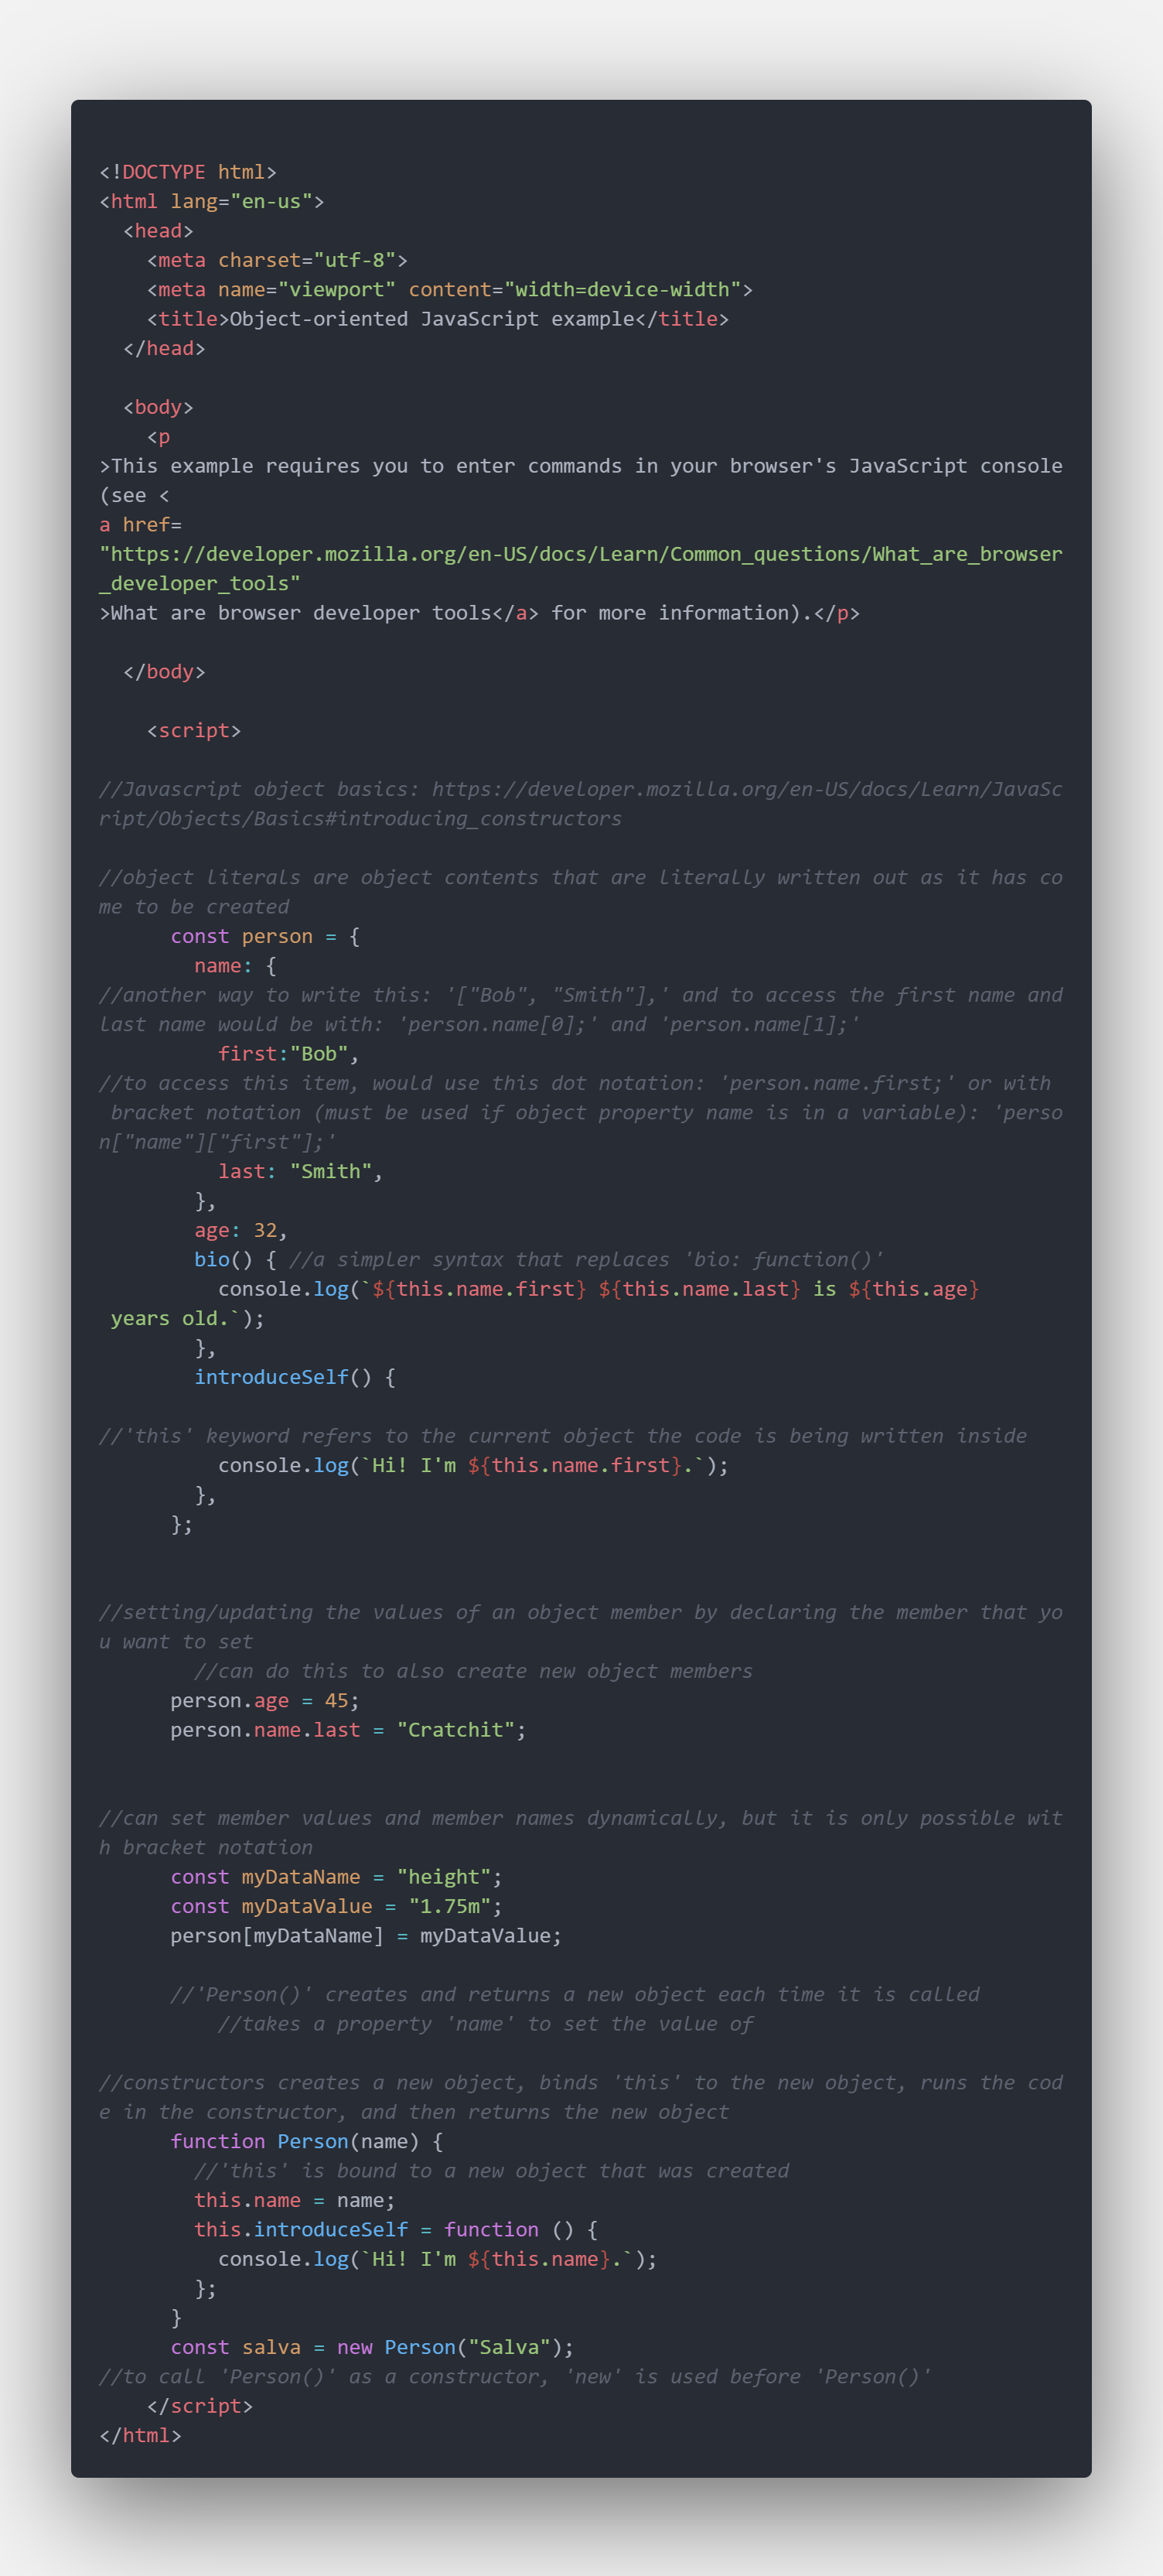 <!DOCTYPE html>
<html lang="en-us">
  <head>
    <meta charset="utf-8">
    <meta name="viewport" content="width=device-width">
    <title>Object-oriented JavaScript example</title>
  </head>

  <body>
    <p
>This example requires you to enter commands in your browser's JavaScript console
(see <
a href=
"https://developer.mozilla.org/en-US/docs/Learn/Common_questions/What_are_browser
_developer_tools"
>What are browser developer tools</a> for more information).</p>

  </body>

    <script>

//Javascript object basics: https://developer.mozilla.org/en-US/docs/Learn/JavaSc
ript/Objects/Basics#introducing_constructors

//object literals are object contents that are literally written out as it has co
me to be created
      const person = {
        name: {
//another way to write this: '["Bob", "Smith"],' and to access the first name and
last name would be with: 'person.name[0];' and 'person.name[1];'
          first:"Bob",
//to access this item, would use this dot notation: 'person.name.first;' or with
 bracket notation (must be used if object property name is in a variable): 'perso
n["name"]["first"];'
          last: "Smith",
        },
        age: 32,
        bio() { //a simpler syntax that replaces 'bio: function()'
          console.log(`${this.name.first} ${this.name.last} is ${this.age}
 years old.`);
        },
        introduceSelf() {

//'this' keyword refers to the current object the code is being written inside
          console.log(`Hi! I'm ${this.name.first}.`);
        },
      };


//setting/updating the values of an object member by declaring the member that yo
u want to set
        //can do this to also create new object members
      person.age = 45;
      person.name.last = "Cratchit";


//can set member values and member names dynamically, but it is only possible wit
h bracket notation
      const myDataName = "height";
      const myDataValue = "1.75m";
      person[myDataName] = myDataValue;

      //'Person()' creates and returns a new object each time it is called
          //takes a property 'name' to set the value of

//constructors creates a new object, binds 'this' to the new object, runs the cod
e in the constructor, and then returns the new object
      function Person(name) {
        //'this' is bound to a new object that was created
        this.name = name;
        this.introduceSelf = function () {
          console.log(`Hi! I'm ${this.name}.`);
        };
      }
      const salva = new Person("Salva");
//to call 'Person()' as a constructor, 'new' is used before 'Person()'
    </script>
</html>